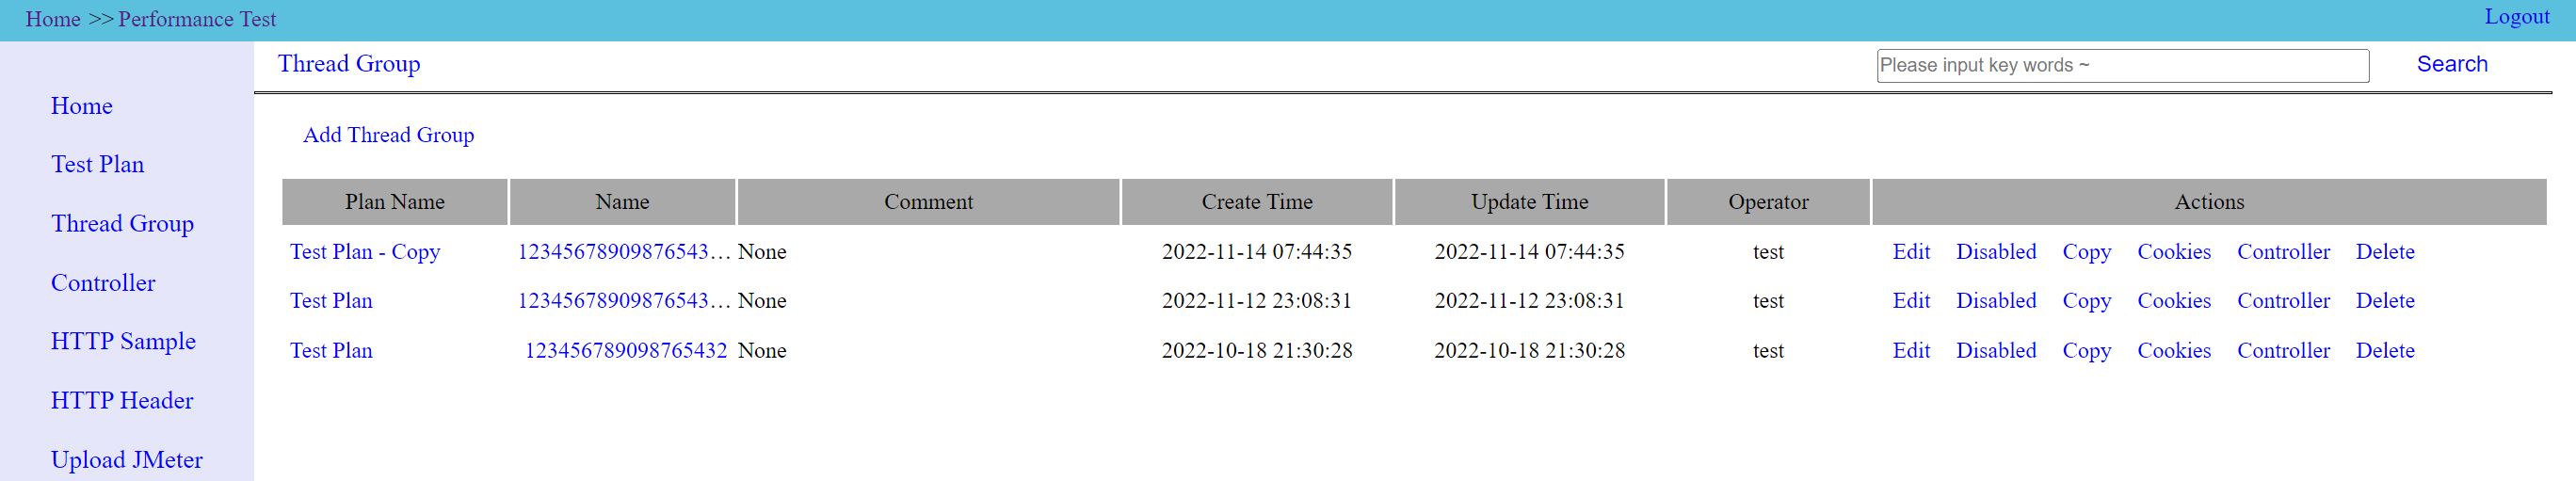 Home >> Performance Test
Logout
Home
Test Plan
Thread Group
Controller
HTTP Sample
HTTP Header
Upload JMeter
Thread Group
Please input key words ~
Search
Add Thread Group
Plan Name Name Comment Create Time Update Time Operator Actions
Test Plan - Copy 12345678909876543… None 2022-11-14 07:44:35 2022-11-14 07:44:35 test Edit Disabled Copy Cookies Controller Delete
Test Plan 12345678909876543… None 2022-11-12 23:08:31 2022-11-12 23:08:31 test Edit Disabled Copy Cookies Controller Delete
Test Plan 123456789098765432 None 2022-10-18 21:30:28 2022-10-18 21:30:28 test Edit Disabled Copy Cookies Controller Delete